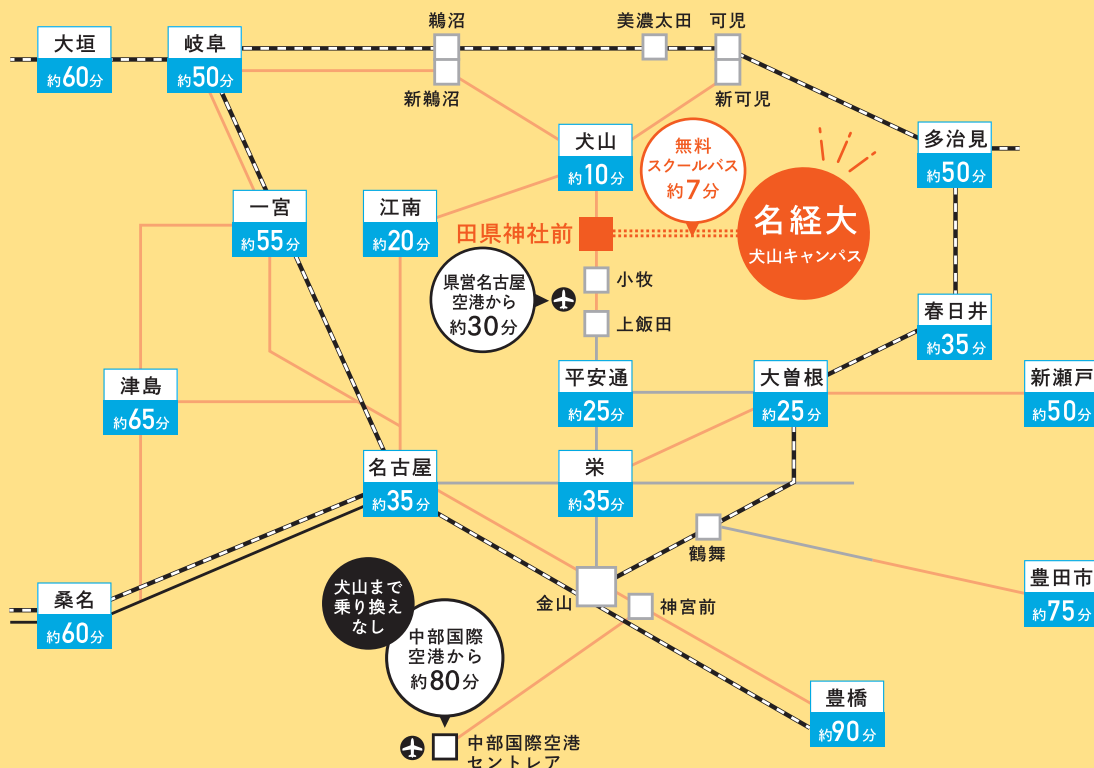 鵜沼
美濃太田
可児
大垣
約60分
岐阜
約50分
新鵜沼
新可児
犬山
約10分
無料
スクールバス
約7分
多治見
約50分
一宮
約55分
江南
約20分
田県神社前
名経大
犬山キャンパス
県営名古屋
空港から
約30分
小牧
上飯田
春日井
約35分
津島
約65分
平安通
約25分
大曽根
約25分
新瀬戸
約50分
名古屋
約35分
栄
約35分
鶴舞
桑名
約60分
犬山まで
乗り換え
なし
中部国際
空港から
約80分
金山
神宮前
豊田市
約75分
豊橋
約90分
中部国際空港
セントレア